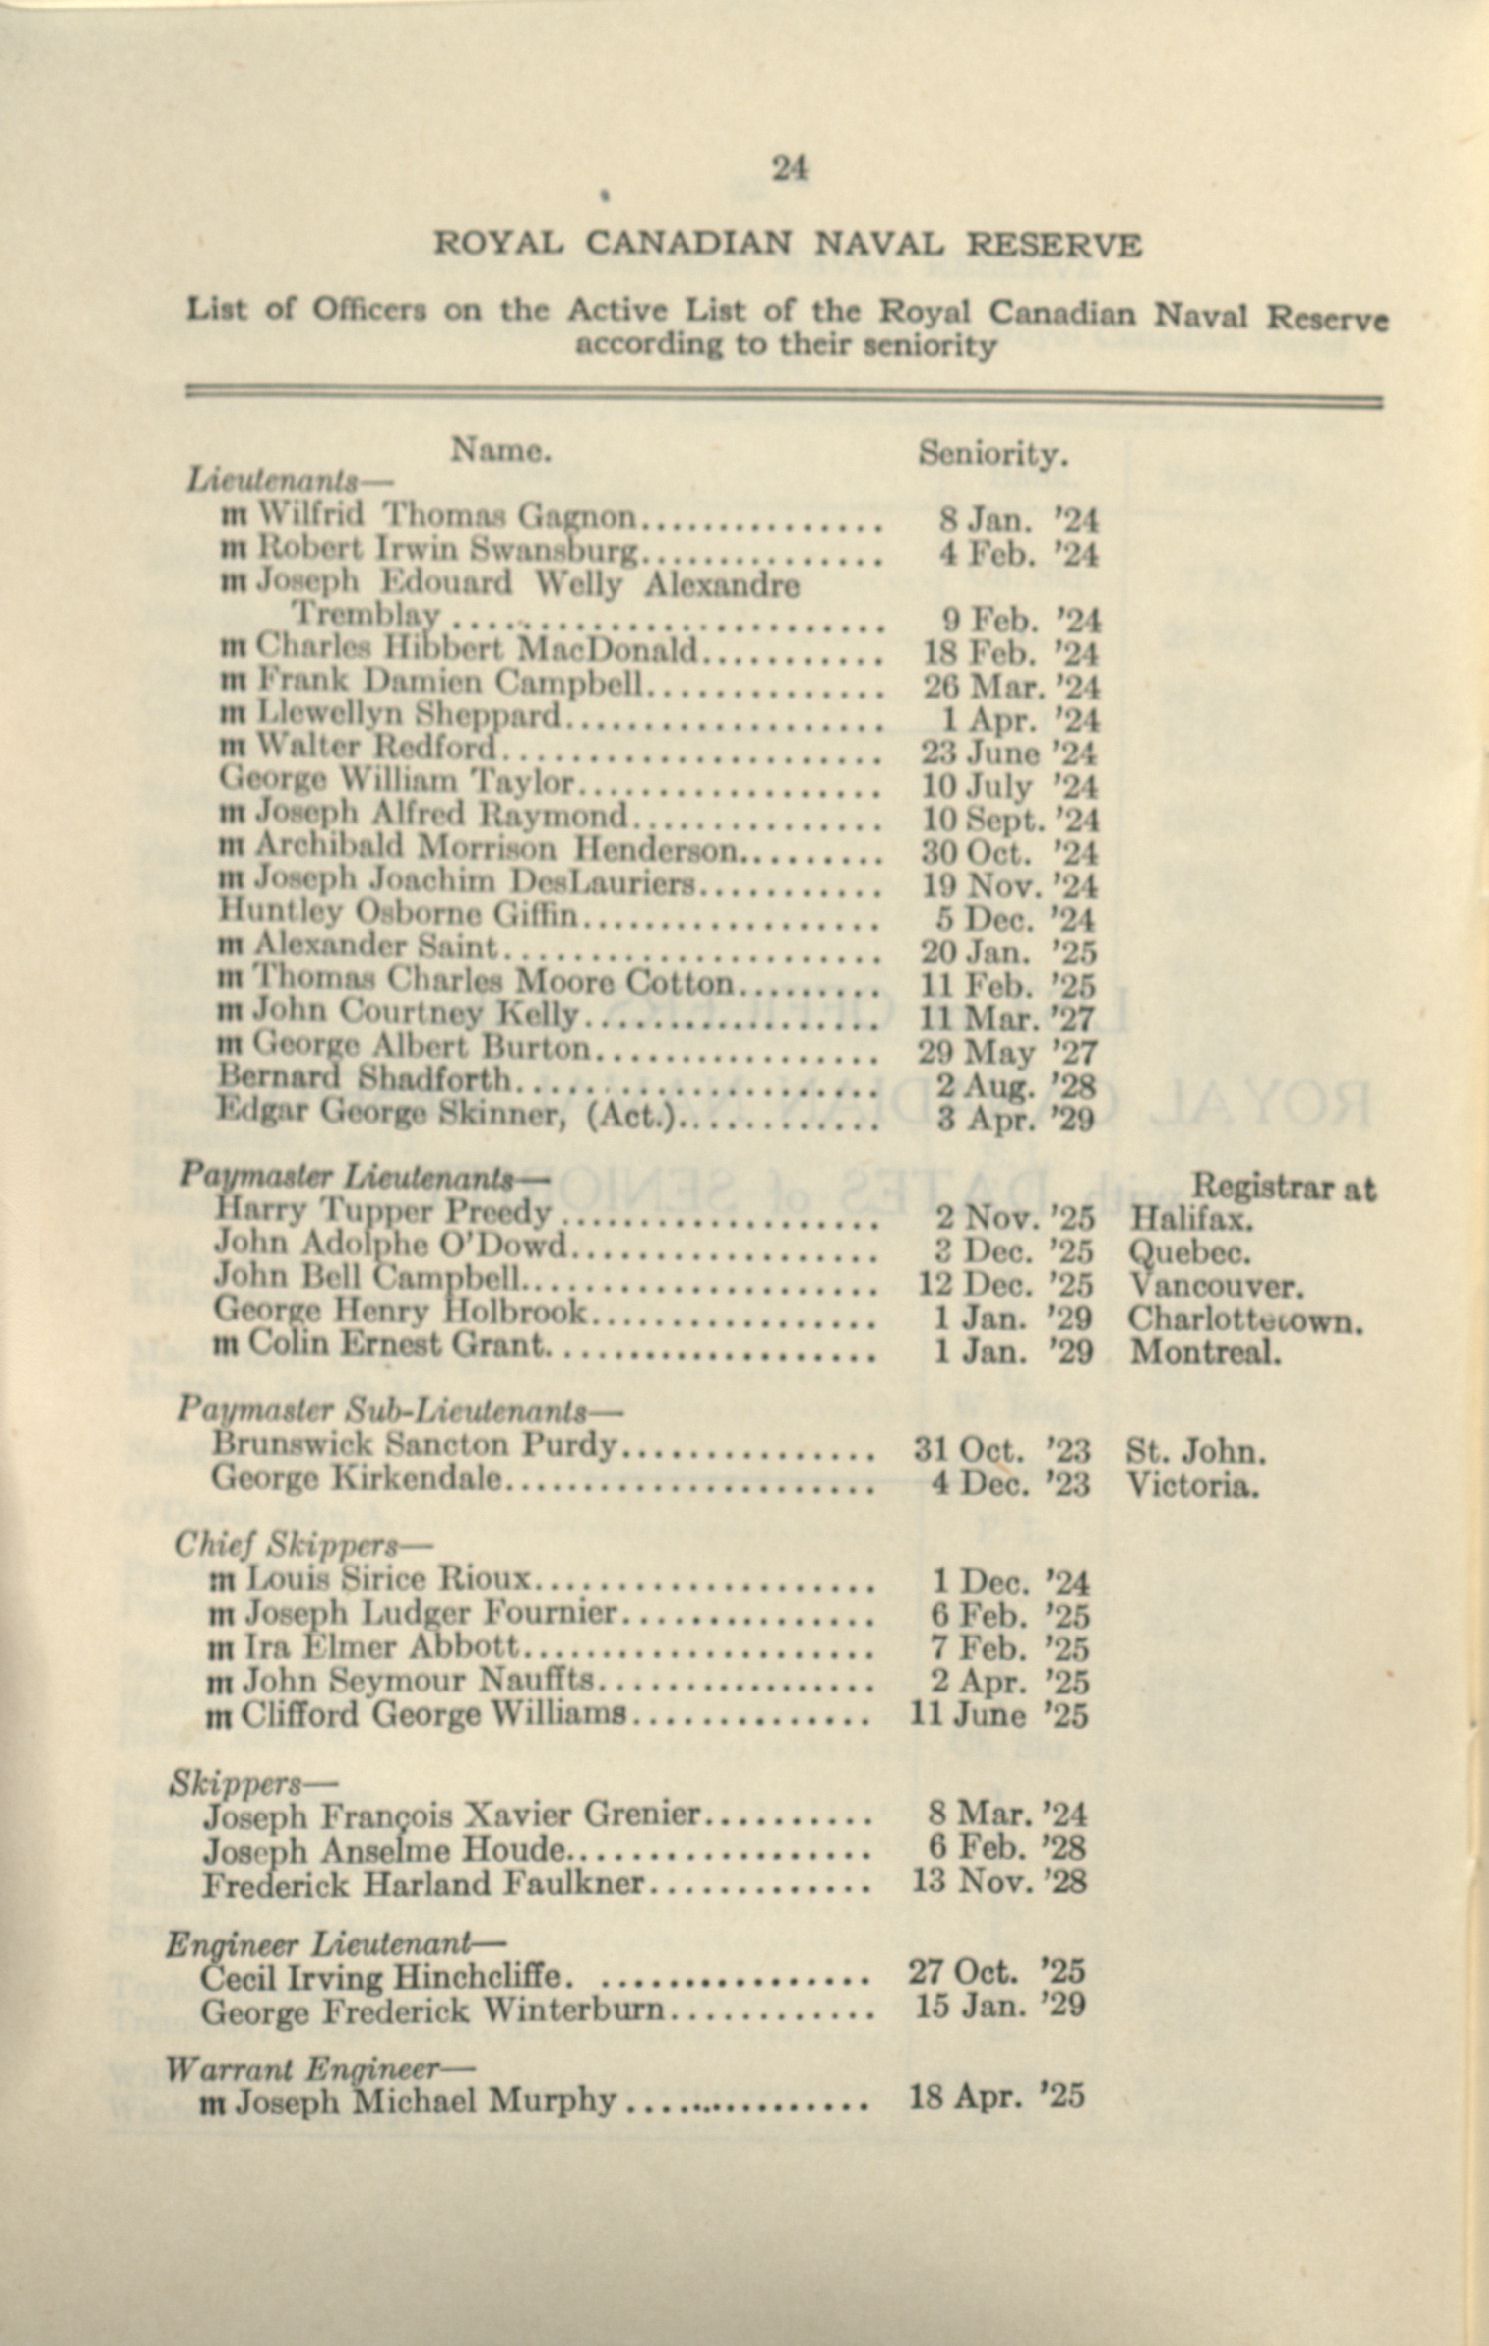 24
ROYAL CANADIAN NAVAL RESERVE
List of Officers on the Active List of the Royal Canadian Naval Reserve
according to their seniority
Name. Seniority.
Lieutenants—
m Wilfrid Thomas Gagnon............... 8 Jan. '24
m Robert Irwin Swansburg............... 4 Feb. '24
m Joseph Edouard Welly Alexandre
Tremblay ........................... 9 Feb. '24
m Charles Hibbert MacDonald........... 18 Feb. '24
m Frank Damien Campbell.............. 26 Mar. '24
m Llewellyn Sheppard................... 1 Apr. '24
m Walter Redford....................... 23 June '24
George William Taylor.................. 10 July '24
m Joseph Alfred Raymond............... 10 Sept. '24
m Archibald Morrison Henderson......... 30 Oct. '24
m Joseph Joachim DesLauriers........... 19 Nov. '24
Huntley Osborne Giffin.................. 5 Dec. '24
m Alexander Saint....................... 20 Jan. '25
m Thomas Charles Moore Cotton......... 11 Feb. '25
m John Courtney Kelly.................. 11 Mar. '27
m George Albert Burton................. 29 May '27
Bernard Shadforth...................... 2 Aug. '28
Edgar George Skinner, (Act.)............ 3 Apr. '29
Paymaster Lieutenants— Registrar at
Harry Tupper Preedy .................... 2 Nov. '25 Halifax.
John Adolphe O'Dowd.................. 3 Dec. '25 Quebec.
John Bell Campbell...................... 12 Dec. '25 Vancouver.
George Henry Holbrook................. 1 Jan. '29 Charlottetown.
m Colin Ernest Grant.................... 1 Jan. '29 Montreal.
Paymaster Sub-Lieutenants—
Brunswick Sancton Purdy............... 31 Oct. '23 St. John.
George Kirkendale...................... 4 Dec. '23 Victoria.
Chief Skippers—
m Louis Sirice Rioux.................... 1 Dec. '24
m Joseph Ludger Fournier............... 6 Feb. '25
m Ira Elmer Abbott..................... 7 Feb. '25
m John Seymour Nauffts................. 2 Apr. '25
m Clifford George Williams.............. 11 June '25
Skippers—
Joseph François Xavier Grenier.......... 8 Mar. '24
Joseph Anselme Houde.................. 6 Feb. '28
Frederick Harland Faulkner............. 13 Nov. '28
Engineer Lieutenant—
Cecil Irving Hinchcliffe. ................ 27 Oct. '25
George Frederick Winterburn............ 15 Jan. '29
Warrant Engineer—
m Joseph Michael Murphy ............... 18 Apr. '25